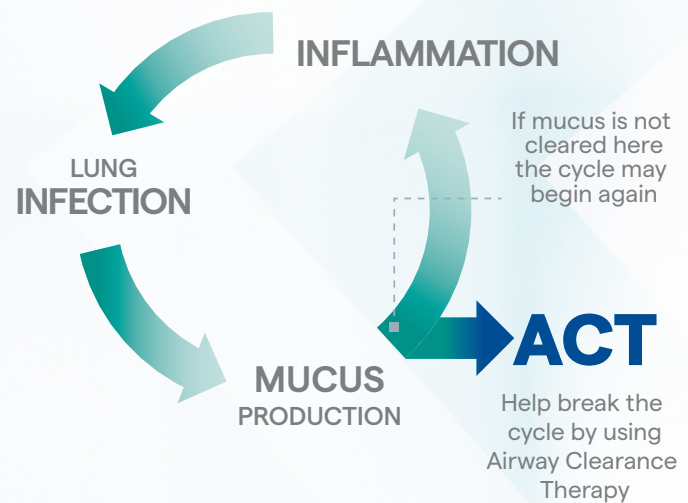 INFLAMMATION
If mucus is not
cleared here
the cycle may
begin again
LUNG
INFECTION
MUCUS
PRODUCTION
ACT
Help break the
cycle by using
Airway Clearance
Therapy